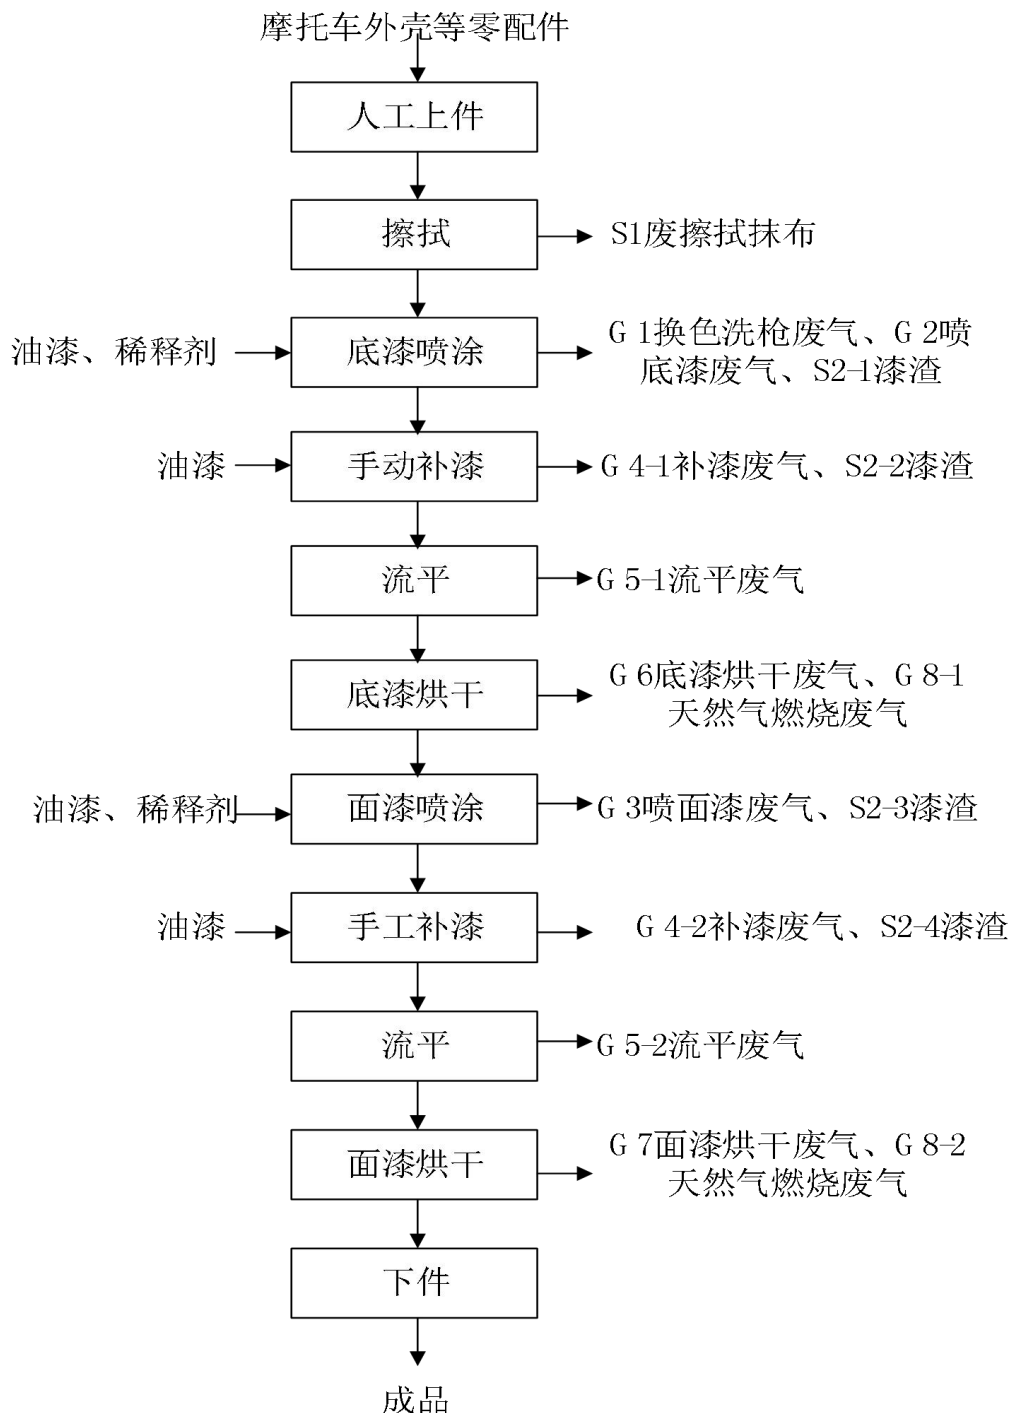 摩托车外壳等零配件
人工上件
擦拭
S1废擦拭抹布
油漆、稀释剂
底漆喷涂
G 1换色洗枪废气、G 2喷
底漆废气、S2-1漆渣
油漆
手动补漆
G 4-1补漆废气、S2-2漆渣
流平
G 5-1流平废气
底漆烘干
G 6底漆烘干废气、G 8-1
天然气燃烧废气
油漆、稀释剂
面漆喷涂
G 3喷面漆废气、S2-3漆渣
油漆
手工补漆
G 4-2补漆废气、S2-4漆渣
流平
G 5-2流平废气
面漆烘干
G 7面漆烘干废气、G 8-2
天然气燃烧废气
下件
成品